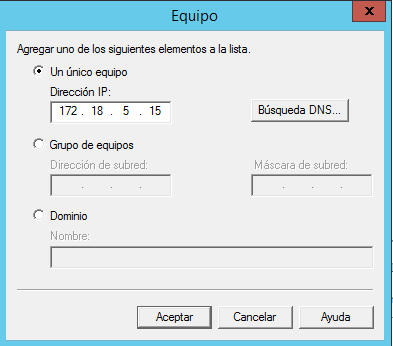 Equipo
x
Agregar uno de los siguientes elementos a la lista.
Un único equipo
Dirección IP:
172 . 18 . 5 . 15
Búsqueda DNS...
Grupo de equipos
Dirección de subred: Máscara de subred:
. . . . . .
Dominio
Nombre:
Aceptar Cancelar Ayuda